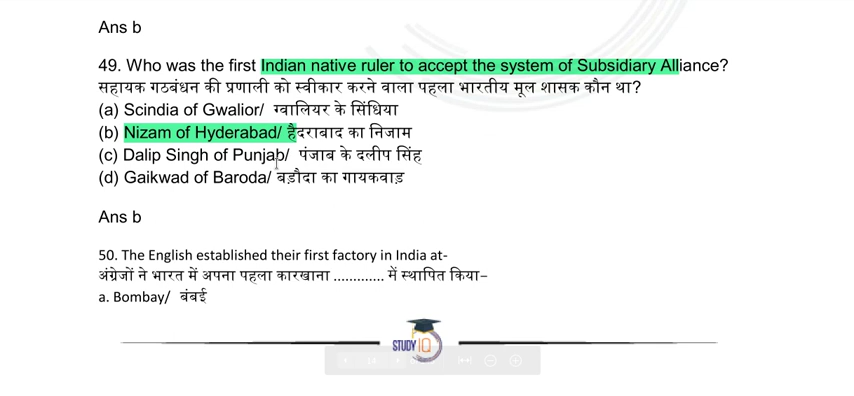 Ans b
49. Who was the first Indian native ruler to accept the system of Subsidiary Alliance?
सहायक गठबंधन की प्रणाली को स्वीकार करने वाला पहला भारतीय मूल शासक कौन था?
(a) Scindia of Gwalior/ ग्वालियर के सिंधिया
(b) Nizam of Hyderabad/ हैदराबाद का निजाम
(c) Dalip Singh of Punjab/ पंजाब के दलीप सिंह
(d) Gaikwad of Baroda/ बड़ौदा का गायकवाड़
Ans b
50. The English established their first factory in India at-
अंग्रेजों ने भारत में अपना पहला कारखाना ............. में स्थापित किया–
a. Bombay/ बंबई
STUDY IQ